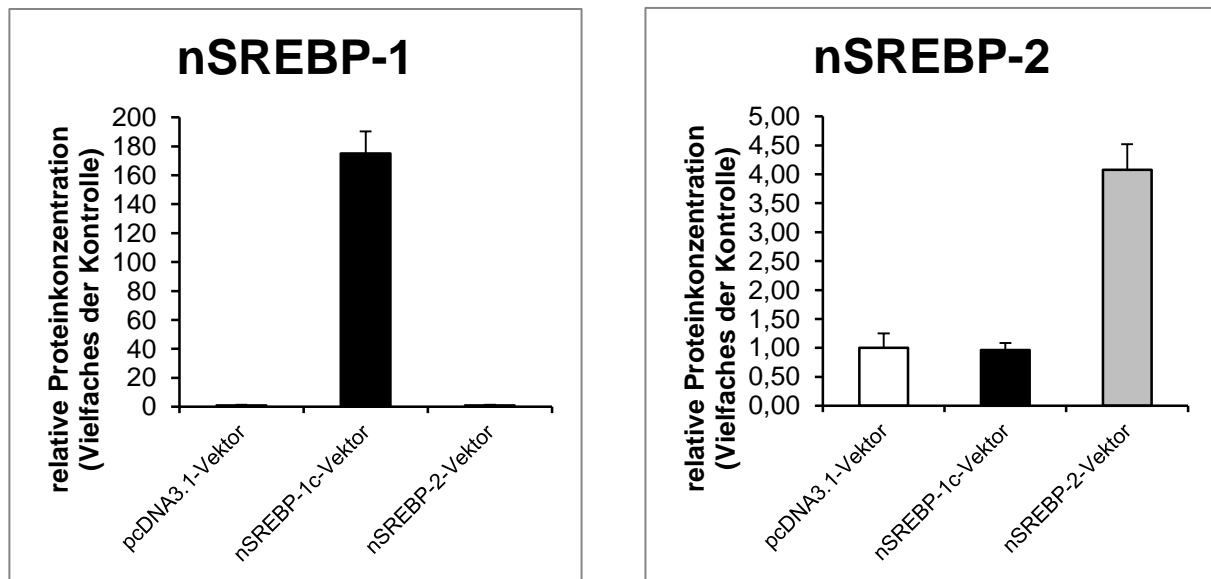 nSREBP-1
relative Proteinkonzentration
(Vielfaches der Kontrolle)
200
180
160
140
120
100
80
60
40
20
0
pcDNA3.1-Vektor
nSREBP-1c-Vektor
nSREBP-2-Vektor
nSREBP-2
relative Proteinkonzentration
(Vielfaches der Kontrolle)
5,00
4,50
4,00
3,50
3,00
2,50
2,00
1,50
1,00
0,50
0,00
pcDNA3.1-Vektor
nSREBP-1c-Vektor
nSREBP-2-Vektor